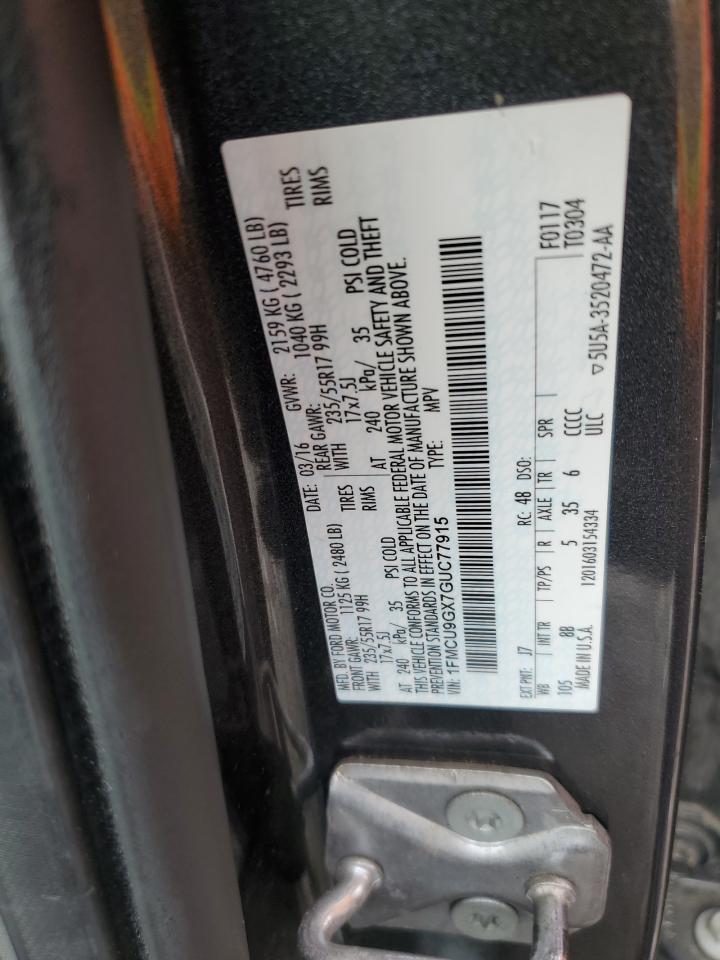 MFD. BY FORD MOTOR CO.
DATE: 03/16 GVWR: 2159 KG ( 4760 LB)
FRONT GAWR: 1125 KG ( 2480 LB)
REAR GAWR: 1040 KG ( 2293 LB)
WITH 235/55R17 99H TIRES
WITH 235/55R17 99H TIRES
17x7.5J RIMS
17x7.5J RIMS
AT 240 kPa/ 35 PSI COLD
AT 240 kPa/ 35 PSI COLD
THIS VEHICLE CONFORMS TO ALL APPLICABLE FEDERAL MOTOR VEHICLE SAFETY AND THEFT
PREVENTION STANDARDS IN EFFECT ON THE DATE OF MANUFACTURE SHOWN ABOVE.
VIN: 1FMCU9GX7GUC77915 TYPE: MPV
EXT PNT: J7 RC: 48 DSO:
WB INT TR TP/PS R AXLE TR SPR F0117
105 8B 5 35 6 CCCC T0304
MADE IN U.S.A. 1201603154334 ULC
▽5U5A-3520472-AA